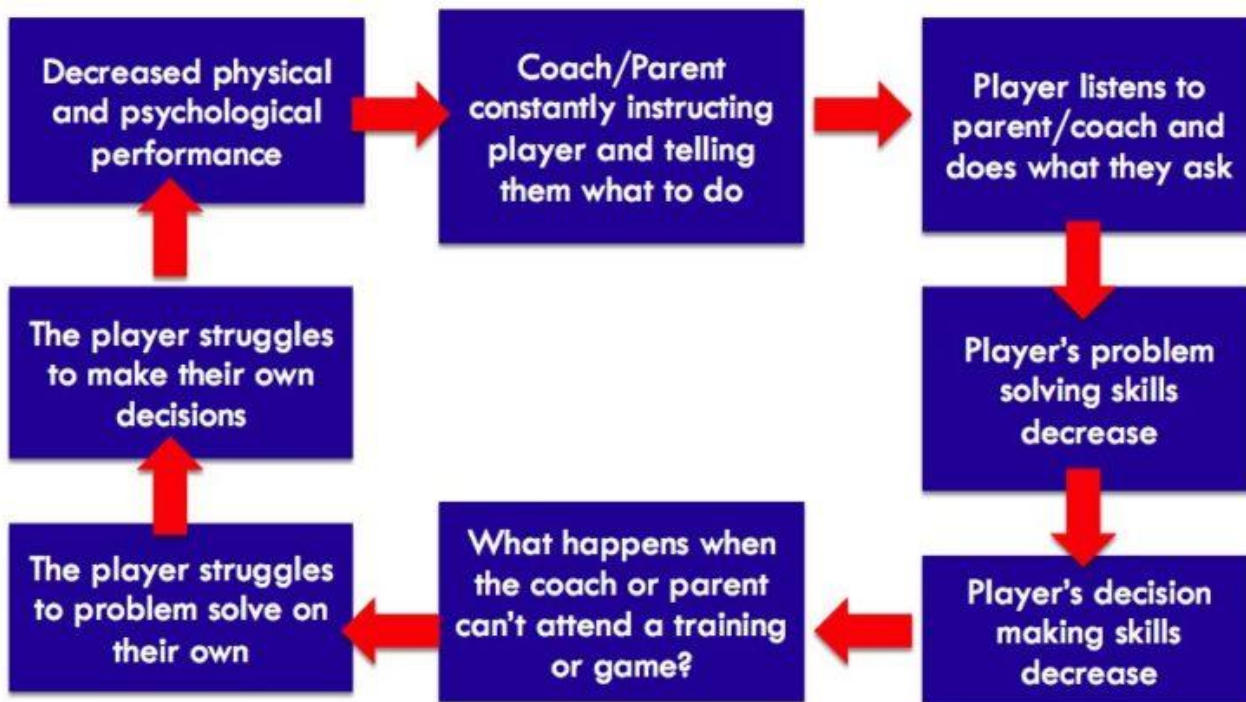 Decreased physical
and psychological
performance
Coach/Parent
constantly instructing
player and telling
them what to do
Player listens to
parent/coach and
does what they ask
Player's problem
solving skills
decrease
Player's decision
making skills
decrease
What happens when
the coach or parent
can't attend a training
or game?
The player struggles
to problem solve on
their own
The player struggles
to make their own
decisions